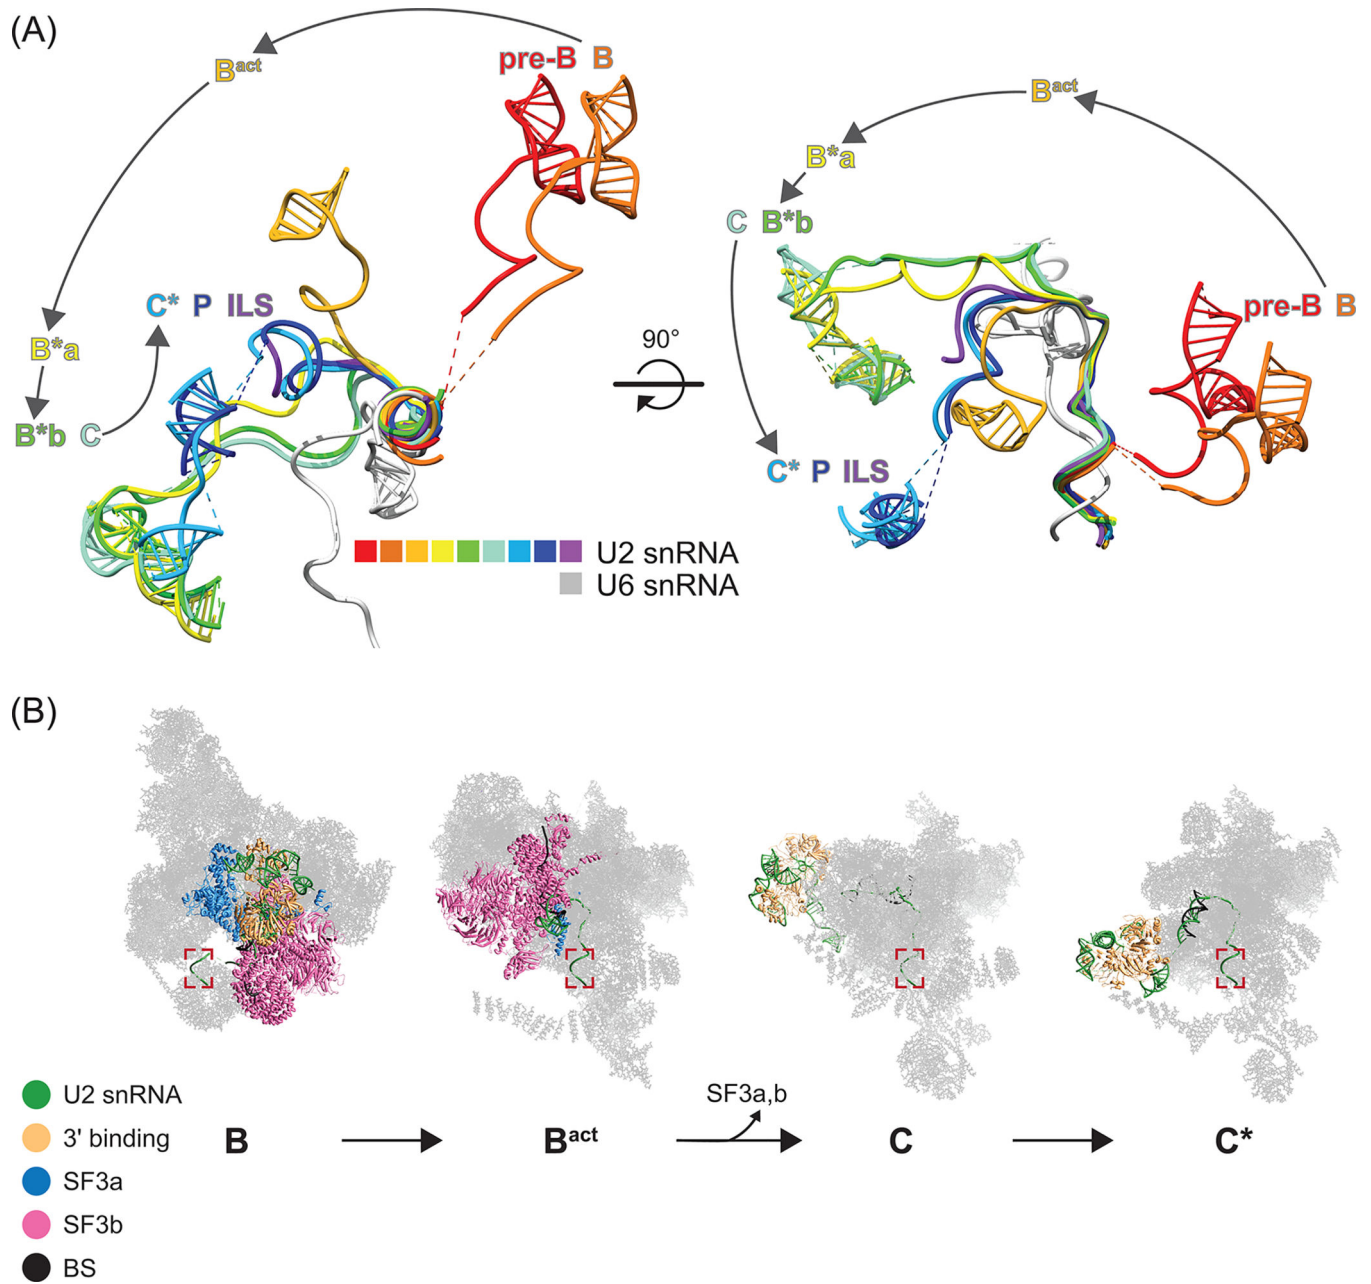 (A)
B^act
pre-B B
B*a
B*b C
C* P ILS
U2 snRNA
U6 snRNA
90°
B^act
B*a
C B*b
pre-B B
C* P ILS
(B)
U2 snRNA
3' binding
SF3a
SF3b
BS
B
B^act
SF3a,b
C
C*